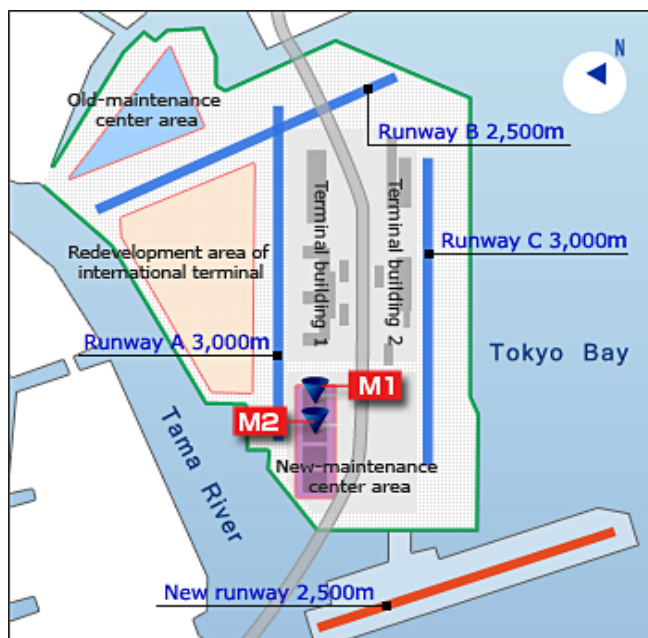 N
Old-maintenance
center area
Runway B 2,500m
Terminal building 1
Terminal building 2
Runway C 3,000m
Redevelopment area of
international terminal
Runway A 3,000m
Tokyo Bay
M1
M2
Tama River
New-maintenance
center area
New runway 2,500m